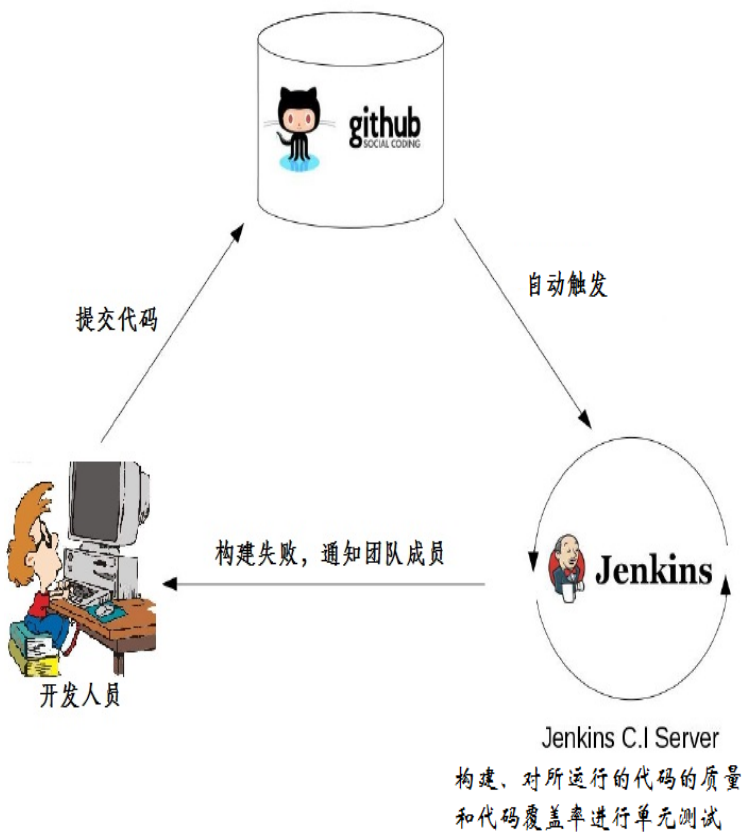 github
SOCIAL CODING
自动触发
提交代码
构建失败，通知团队成员
Jenkins
开发人员
Jenkins C.I Server
构建、对所运行的代码的质量
和代码覆盖率进行单元测试